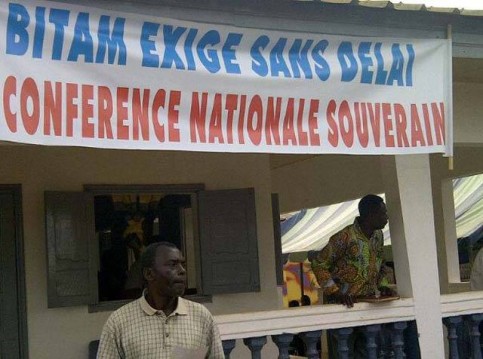 BITAM EXIGE SANS DELAI
CONFERENCE NATIONALE SOUVERAIN